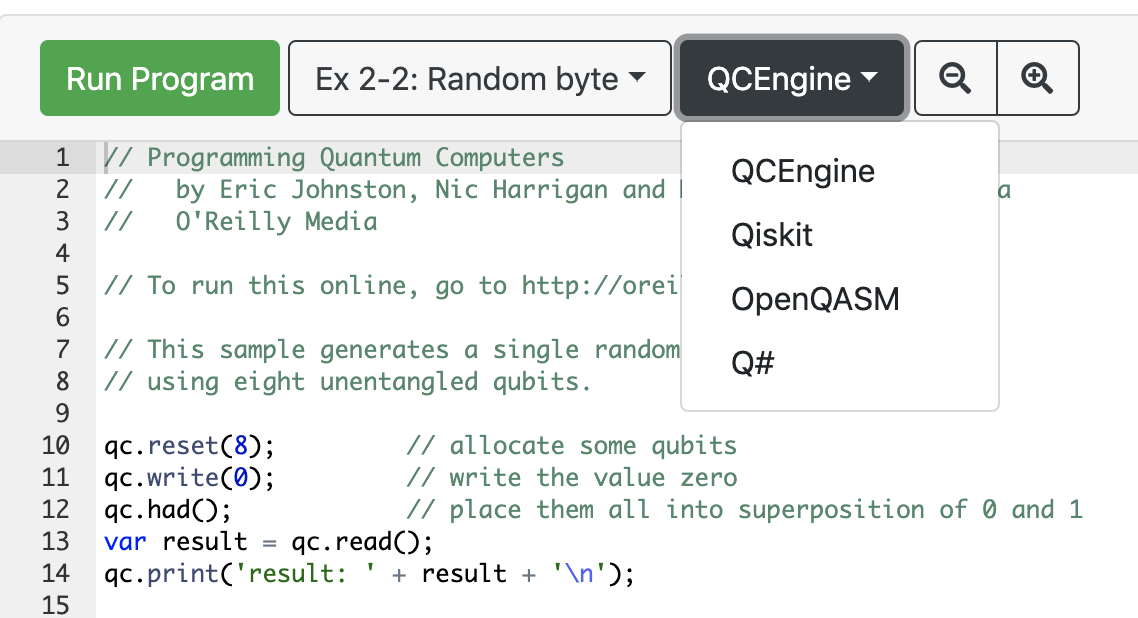 Run Program Ex 2-2: Random byte QCEngine
QCEngine
Qiskit
OpenQASM
Q#
1 // Programming Quantum Computers
2 //   by Eric Johnston, Nic Harrigan and
3 //   O'Reilly Media
4
5 // To run this online, go to http://orei
6
7 // This sample generates a single random
8 // using eight unentangled qubits.
9
10 qc.reset(8);         // allocate some qubits
11 qc.write(0);         // write the value zero
12 qc.had();            // place them all into superposition of 0 and 1
13 var result = qc.read();
14 qc.print('result: ' + result + '\n');
15